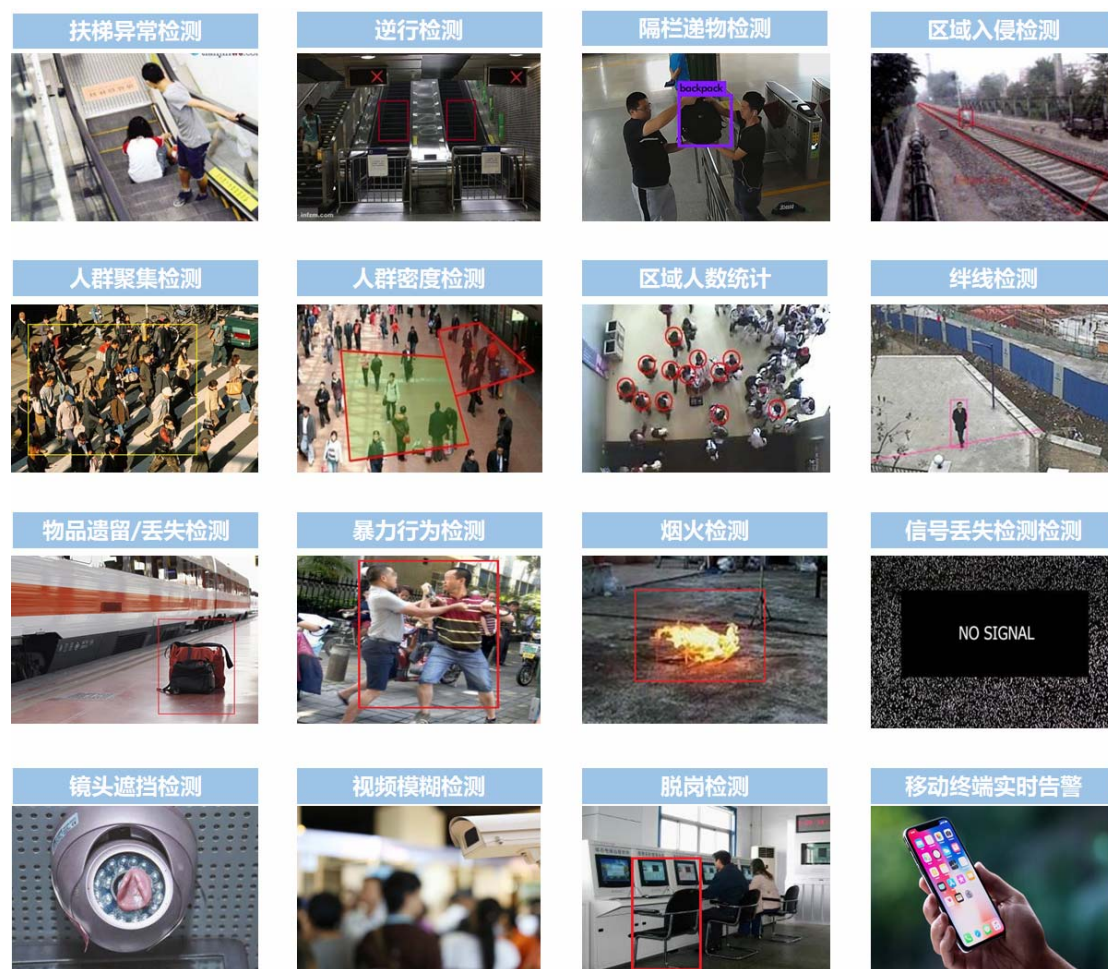 扶梯异常检测
逆行检测
隔栏递物检测
区域入侵检测
backpack
infzm.com
人群聚集检测
人群密度检测
区域人数统计
绊线检测
物品遗留/丢失检测
暴力行为检测
烟火检测
信号丢失检测检测
NO SIGNAL
镜头遮挡检测
视频模糊检测
脱岗检测
移动终端实时告警